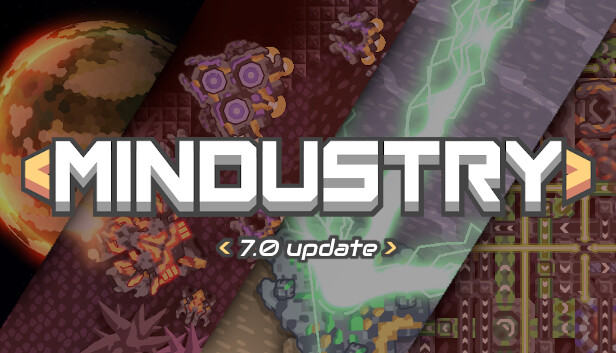 <MINDUSTRY>
< 7.0 update >